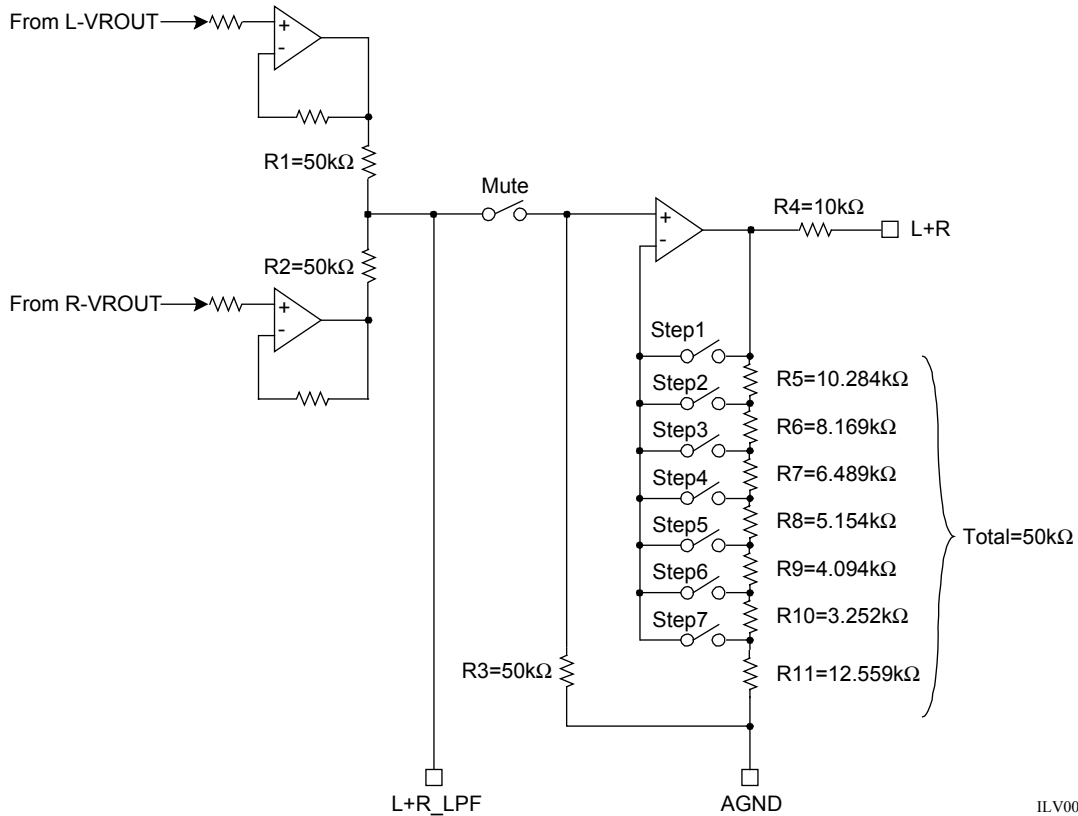 From L-VROUT
+
-
R1=50kΩ
Mute
R4=10kΩ
L+R
+
-
R2=50kΩ
From R-VROUT
+
-
Step1
R5=10.284kΩ
Step2
R6=8.169kΩ
Step3
R7=6.489kΩ
Step4
R8=5.154kΩ
Total=50kΩ
Step5
R9=4.094kΩ
Step6
R10=3.252kΩ
Step7
R3=50kΩ
R11=12.559kΩ
L+R_LPF
AGND
ILV00